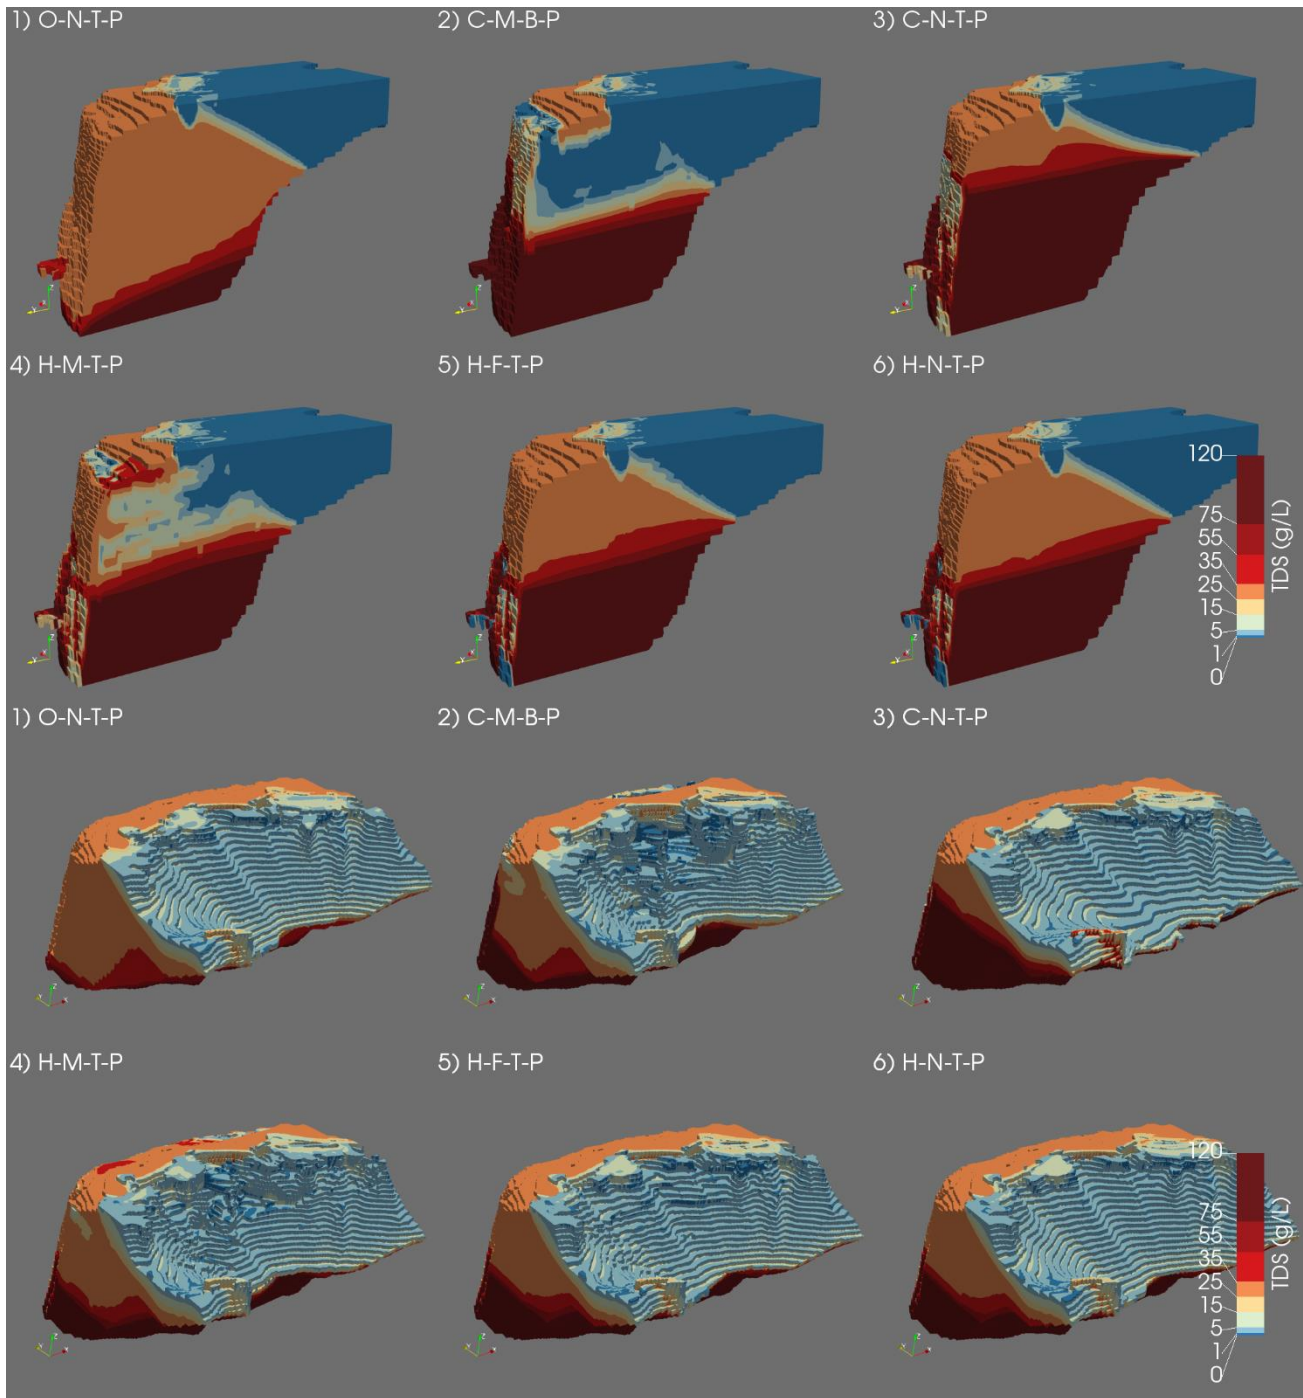 1) O-N-T-P
2) C-M-B-P
3) C-N-T-P
4) H-M-T-P
5) H-F-T-P
6) H-N-T-P
120
75
55
35
25
15
5
1
0
TDS (g/L)
1) O-N-T-P
2) C-M-B-P
3) C-N-T-P
4) H-M-T-P
5) H-F-T-P
6) H-N-T-P
120
75
55
35
25
15
5
1
0
TDS (g/L)